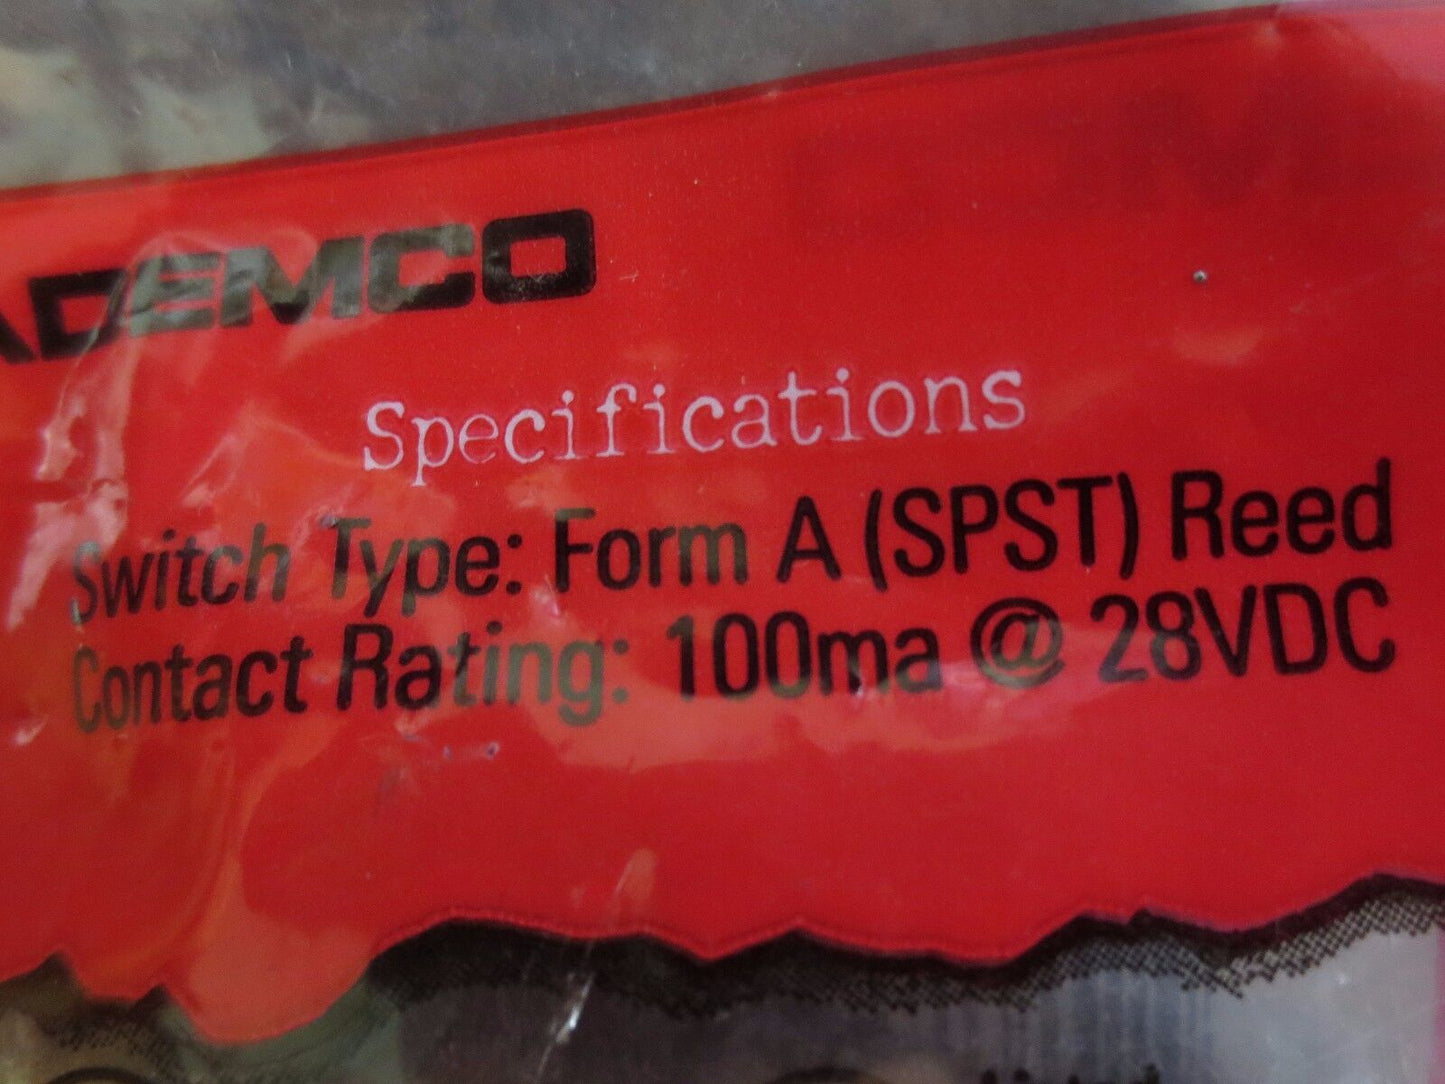 ADEMCO
Specifications
Switch Type: Form A (SPST) Reed
Contact Rating: 100ma @ 28VDC